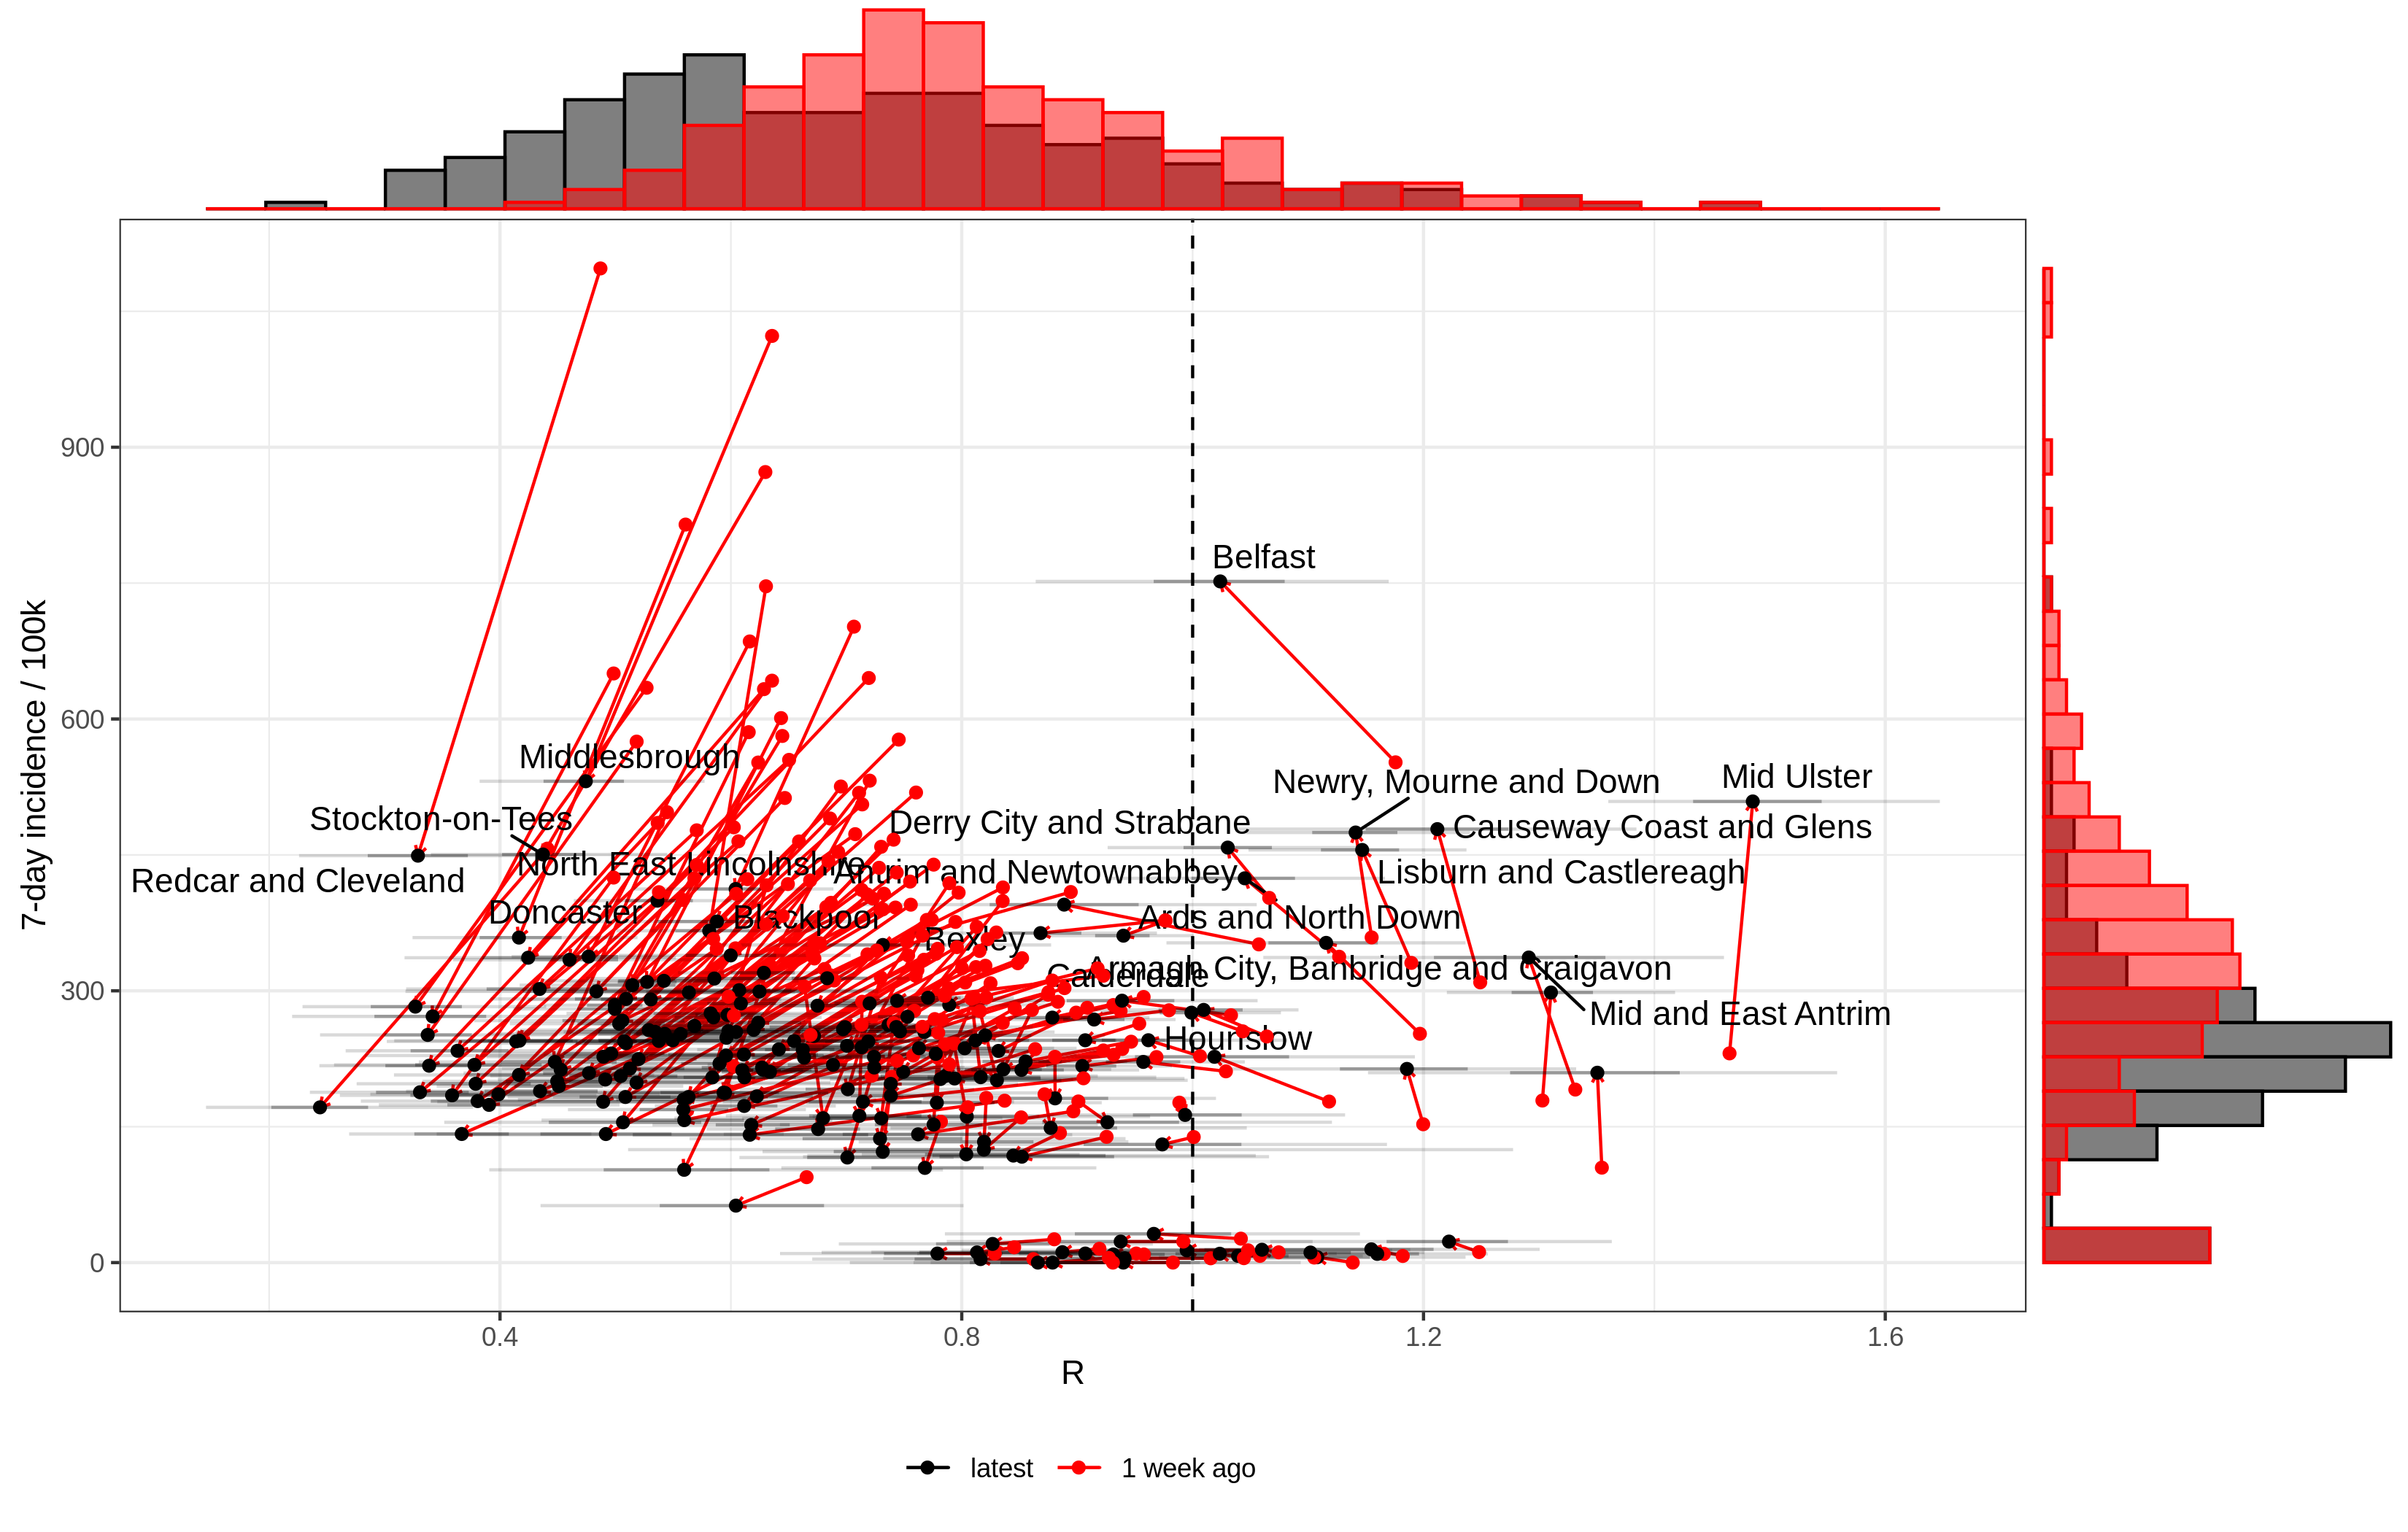 7-day incidence / 100k
900
600
300
0
Belfast
Middlesbrough
Newry, Mourne and Down
Mid Ulster
Stockton-on-Tees
Derry City and Strabane
Causeway Coast and Glens
North East Lincolnshire
Antrim and Newtownabbey
Lisburn and Castlereagh
Redcar and Cleveland
Doncaster
Blackpool
Ards and North Down
Bexley
Calderdale
Armagh City, Banbridge and Craigavon
Mid and East Antrim
Hounslow
0.4
0.8
1.2
1.6
R
latest
1 week ago